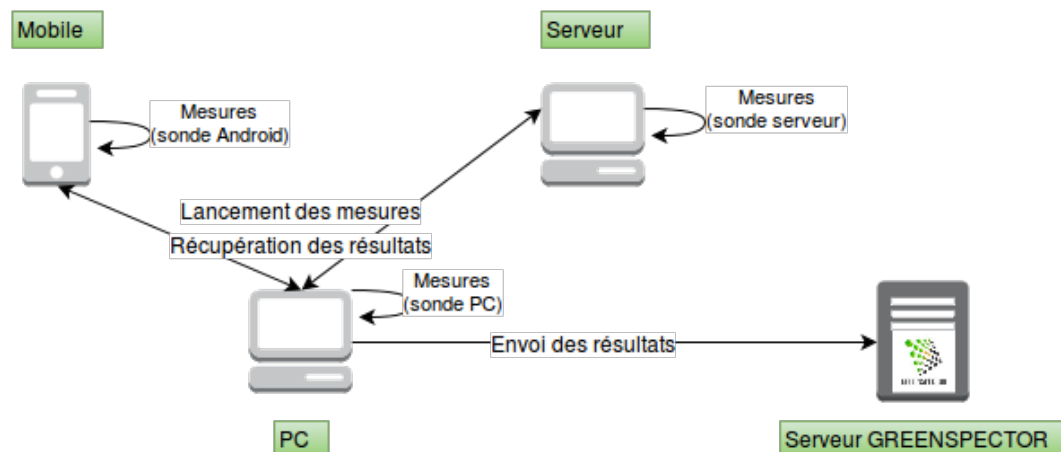 Mobile
Serveur
Mesures
(sonde Android)
Mesures
(sonde serveur)
Lancement des mesures
Récupération des résultats
Mesures
(sonde PC)
Envoi des résultats
PC
Serveur GREENSPECTOR